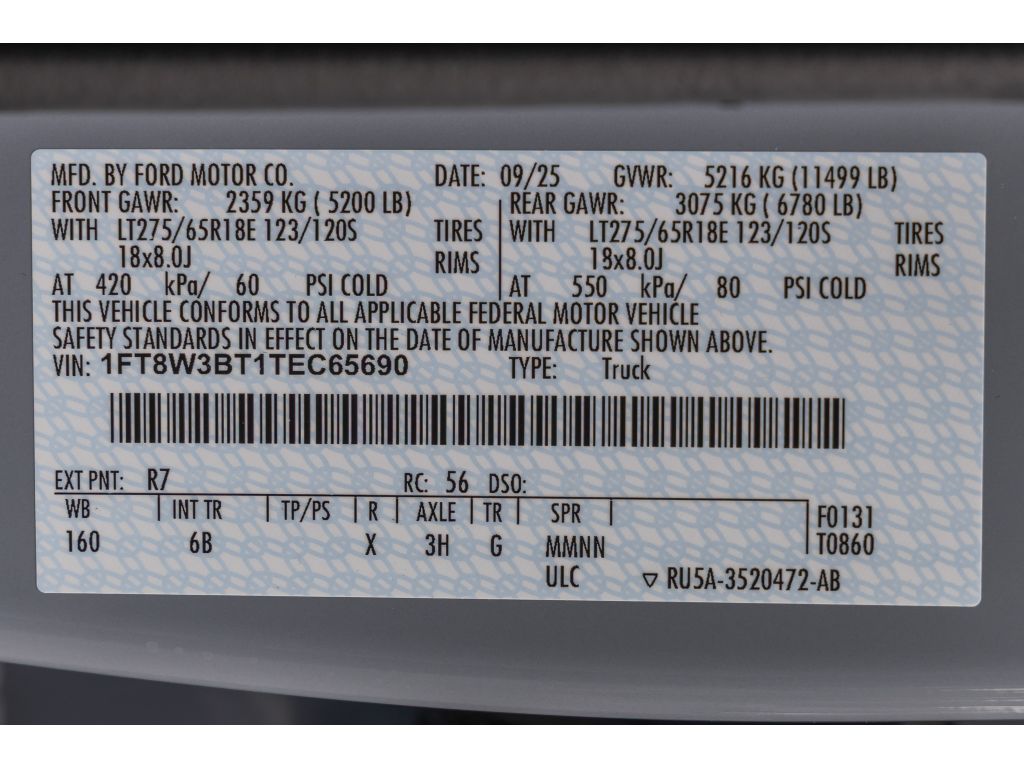 MFD. BY FORD MOTOR CO. DATE: 09/25 GVWR: 5216 KG (11499 LB)
FRONT GAWR: 2359 KG ( 5200 LB) REAR GAWR: 3075 KG ( 6780 LB)
WITH LT275/65R18E 123/120S TIRES WITH LT275/65R18E 123/120S TIRES
18x8.0J RIMS 18x8.0J RIMS
AT 420 kPa/ 60 PSI COLD AT 550 kPa/ 80 PSI COLD
THIS VEHICLE CONFORMS TO ALL APPLICABLE FEDERAL MOTOR VEHICLE
SAFETY STANDARDS IN EFFECT ON THE DATE OF MANUFACTURE SHOWN ABOVE.
VIN: 1FT8W3BT1TEC65690 TYPE: Truck
EXT PNT: R7 RC: 56 DSO:
WB INT TR TP/PS R AXLE TR SPR F0131
160 6B X 3H G MMNN T0860
ULC ▽ RU5A-3520472-AB